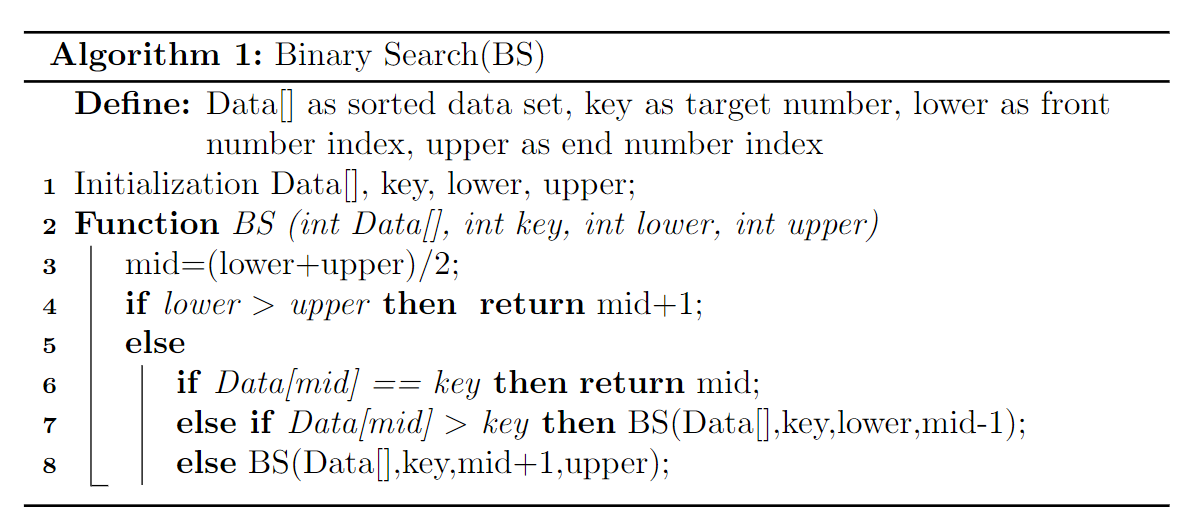 Algorithm 1: Binary Search(BS)
Define: Data[] as sorted data set, key as target number, lower as front
number index, upper as end number index
1 Initialization Data[], key, lower, upper;
2 Function BS (int Data[], int key, int lower, int upper)
3 mid=(lower+upper)/2;
4 if lower > upper then return mid+1;
5 else
6 if Data[mid] == key then return mid;
7 else if Data[mid] > key then BS(Data[],key,lower,mid-1);
8 else BS(Data[],key,mid+1,upper);